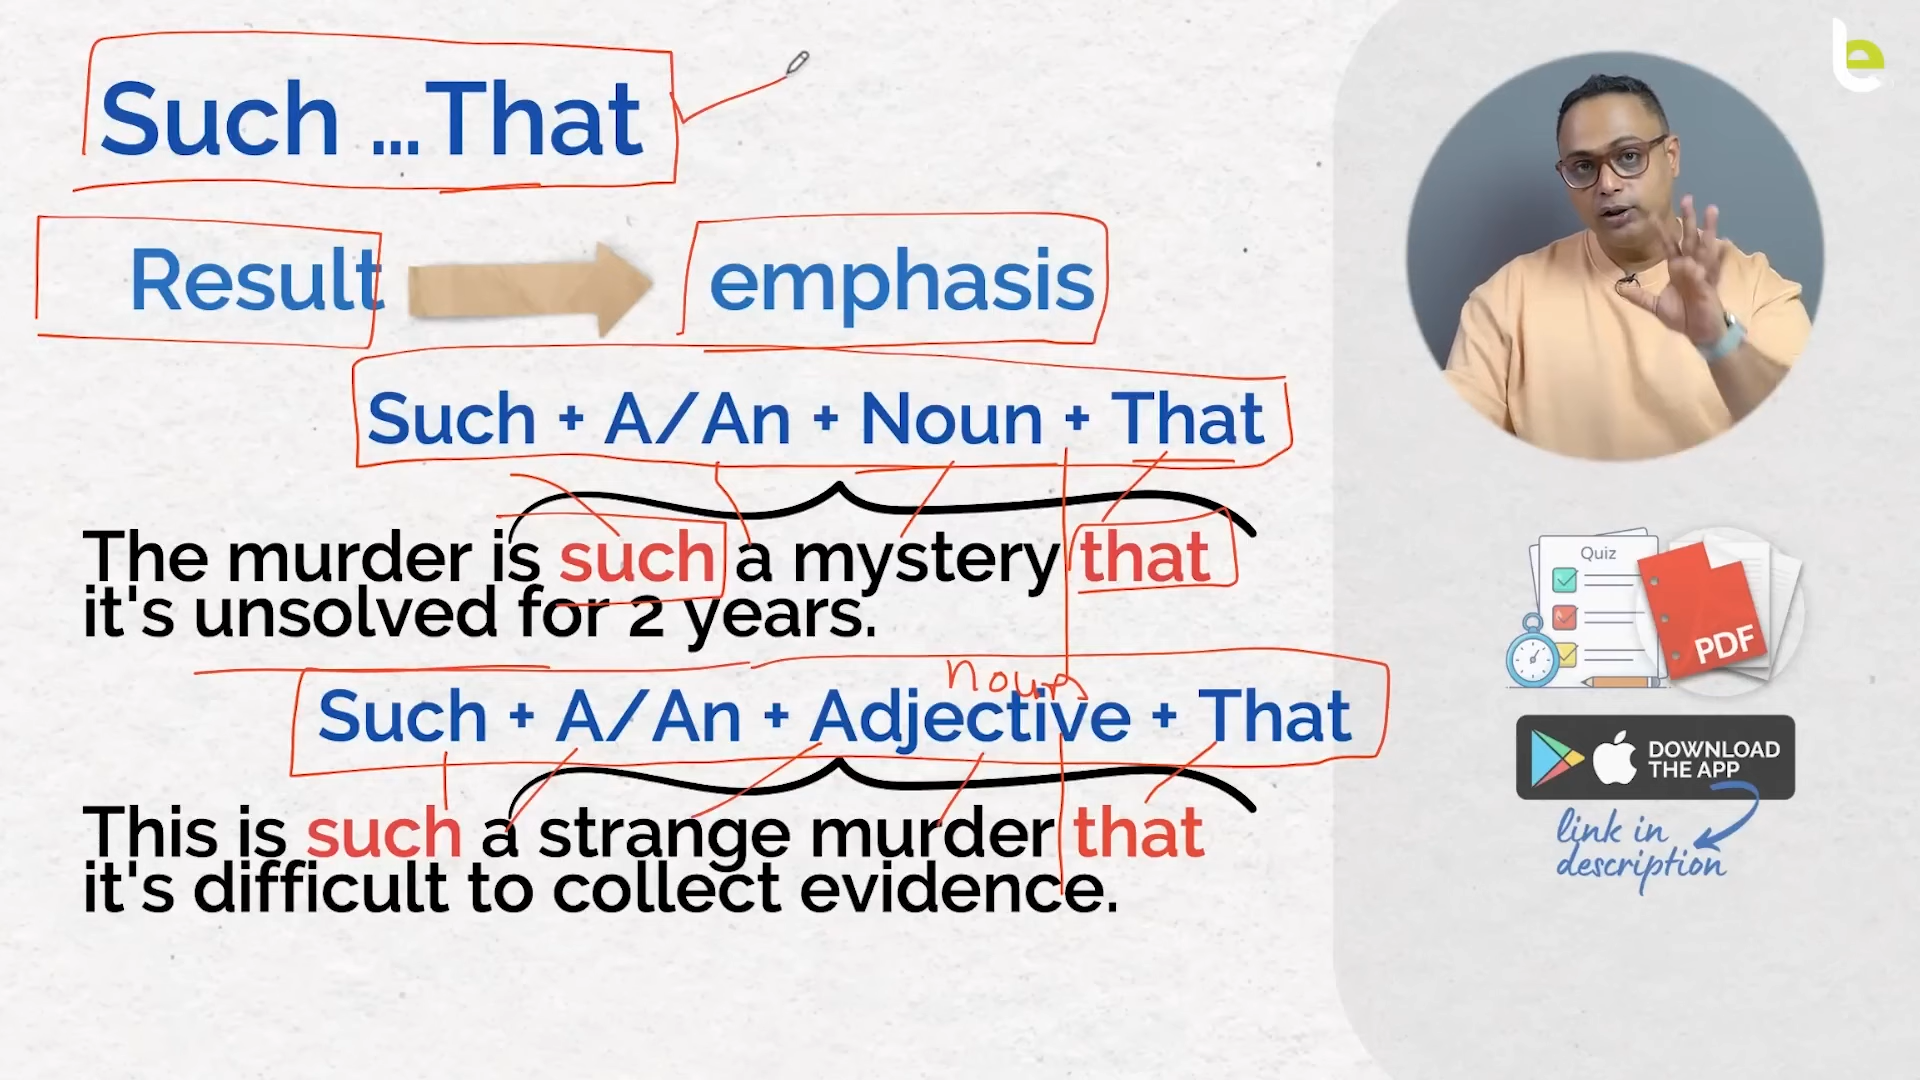 Such ...That
Result
emphasis
Such + A/An + Noun + That
The murder is such a mystery that
it's unsolved for 2 years.
noun
Such + A/An + Adjective + That
This is such a strange murder that
it's difficult to collect evidence.
Quiz
PDF
DOWNLOAD
THE APP
link in
description